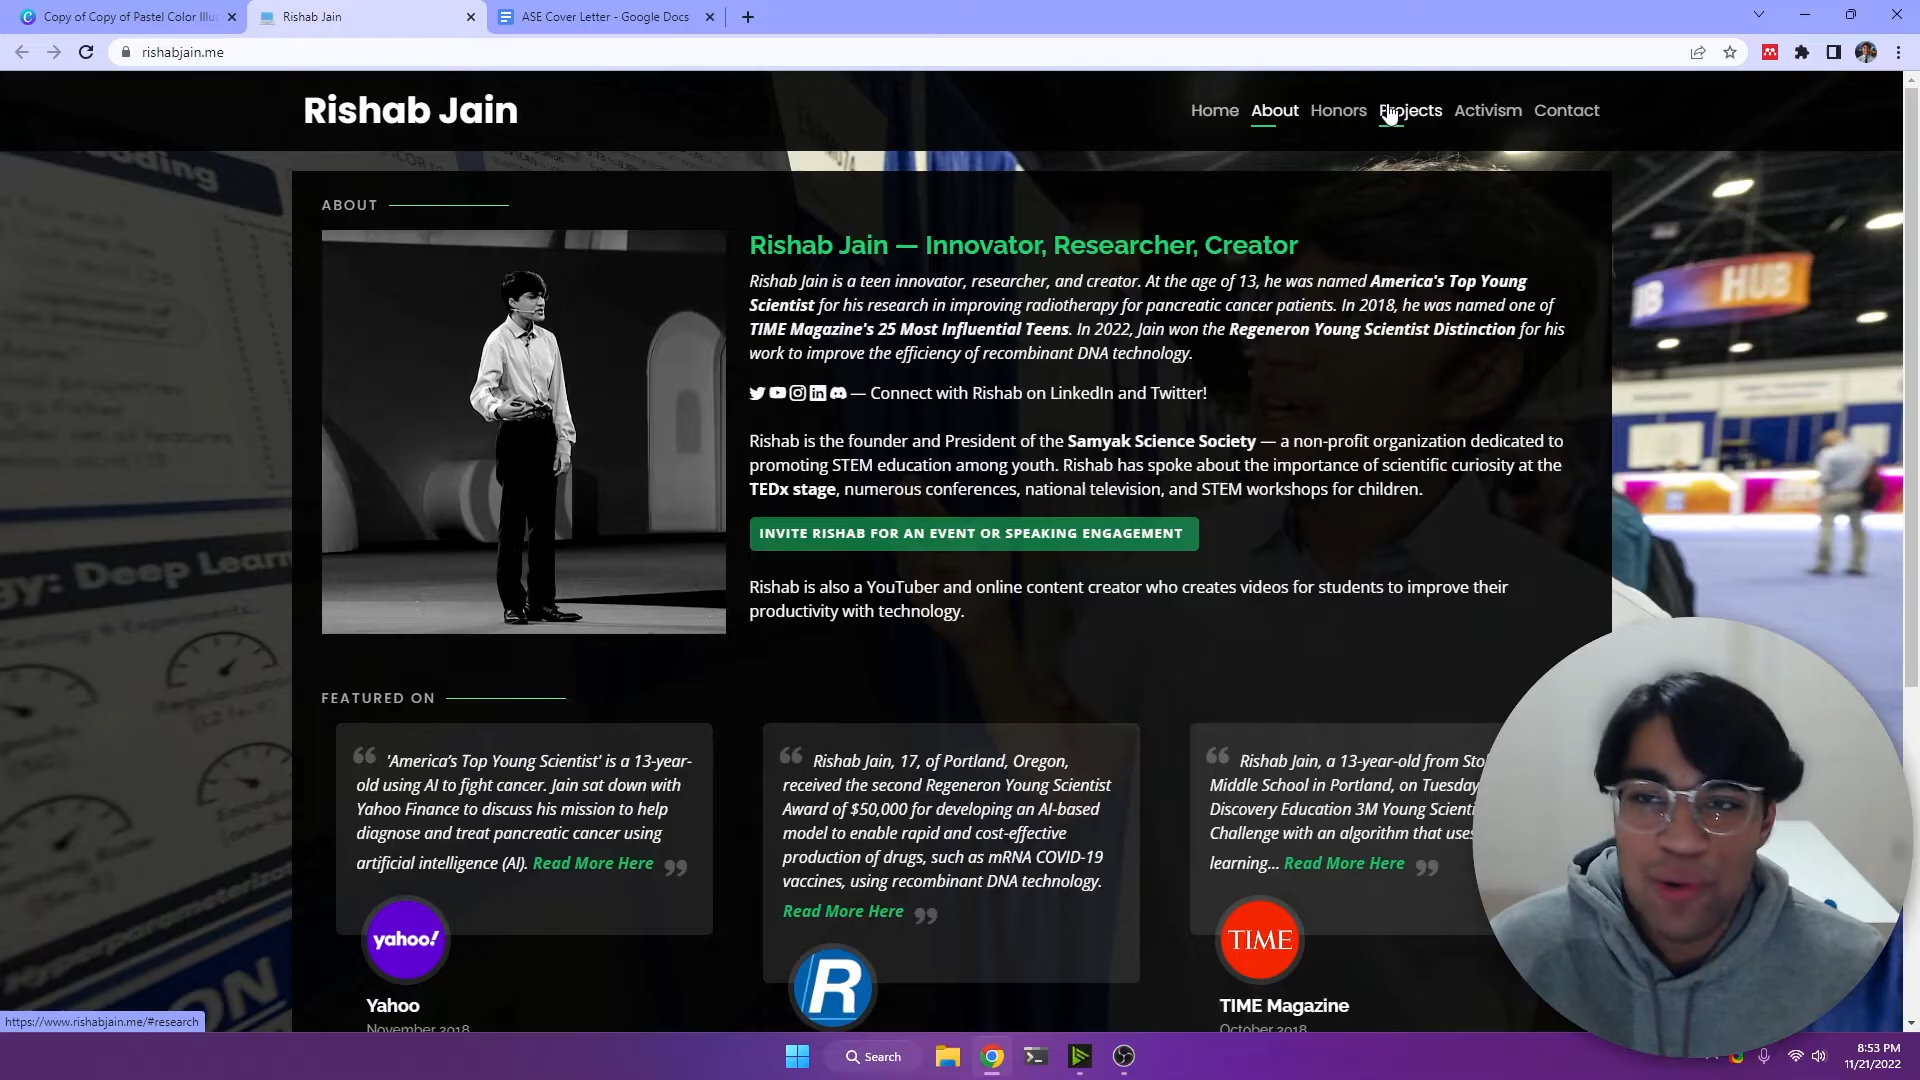 Copy of Copy of Pastel Color Illus
Rishab Jain
ASE Cover Letter - Google Docs
rishabjain.me
Rishab Jain
Home About Honors Projects Activism Contact
ABOUT
Rishab Jain — Innovator, Researcher, Creator
Rishab Jain is a teen innovator, researcher, and creator. At the age of 13, he was named America's Top Young
Scientist for his research in improving radiotherapy for pancreatic cancer patients. In 2018, he was named one of
TIME Magazine's 25 Most Influential Teens. In 2022, Jain won the Regeneron Young Scientist Distinction for his
work to improve the efficiency of recombinant DNA technology.
— Connect with Rishab on LinkedIn and Twitter!
Rishab is the founder and President of the Samyak Science Society — a non-profit organization dedicated to
promoting STEM education among youth. Rishab has spoke about the importance of scientific curiosity at the
TEDx stage, numerous conferences, national television, and STEM workshops for children.
INVITE RISHAB FOR AN EVENT OR SPEAKING ENGAGEMENT
Rishab is also a YouTuber and online content creator who creates videos for students to improve their
productivity with technology.
HUB
Deep Learn
FEATURED ON
“ 'America's Top Young Scientist' is a 13-year-
old using AI to fight cancer. Jain sat down with
Yahoo Finance to discuss his mission to help
diagnose and treat pancreatic cancer using
artificial intelligence (AI). Read More Here ”
yahoo!
Yahoo
November 2018
“ Rishab Jain, 17, of Portland, Oregon,
received the second Regeneron Young Scientist
Award of $50,000 for developing an AI-based
model to enable rapid and cost-effective
production of drugs, such as mRNA COVID-19
vaccines, using recombinant DNA technology.
Read More Here ”
R
“ Rishab Jain, a 13-year-old from Sto
Middle School in Portland, on Tuesday
Discovery Education 3M Young Scienti
Challenge with an algorithm that uses
learning... Read More Here ”
TIME
TIME Magazine
October 2018
https://www.rishabjain.me/#research
Search
8:53 PM
11/21/2022